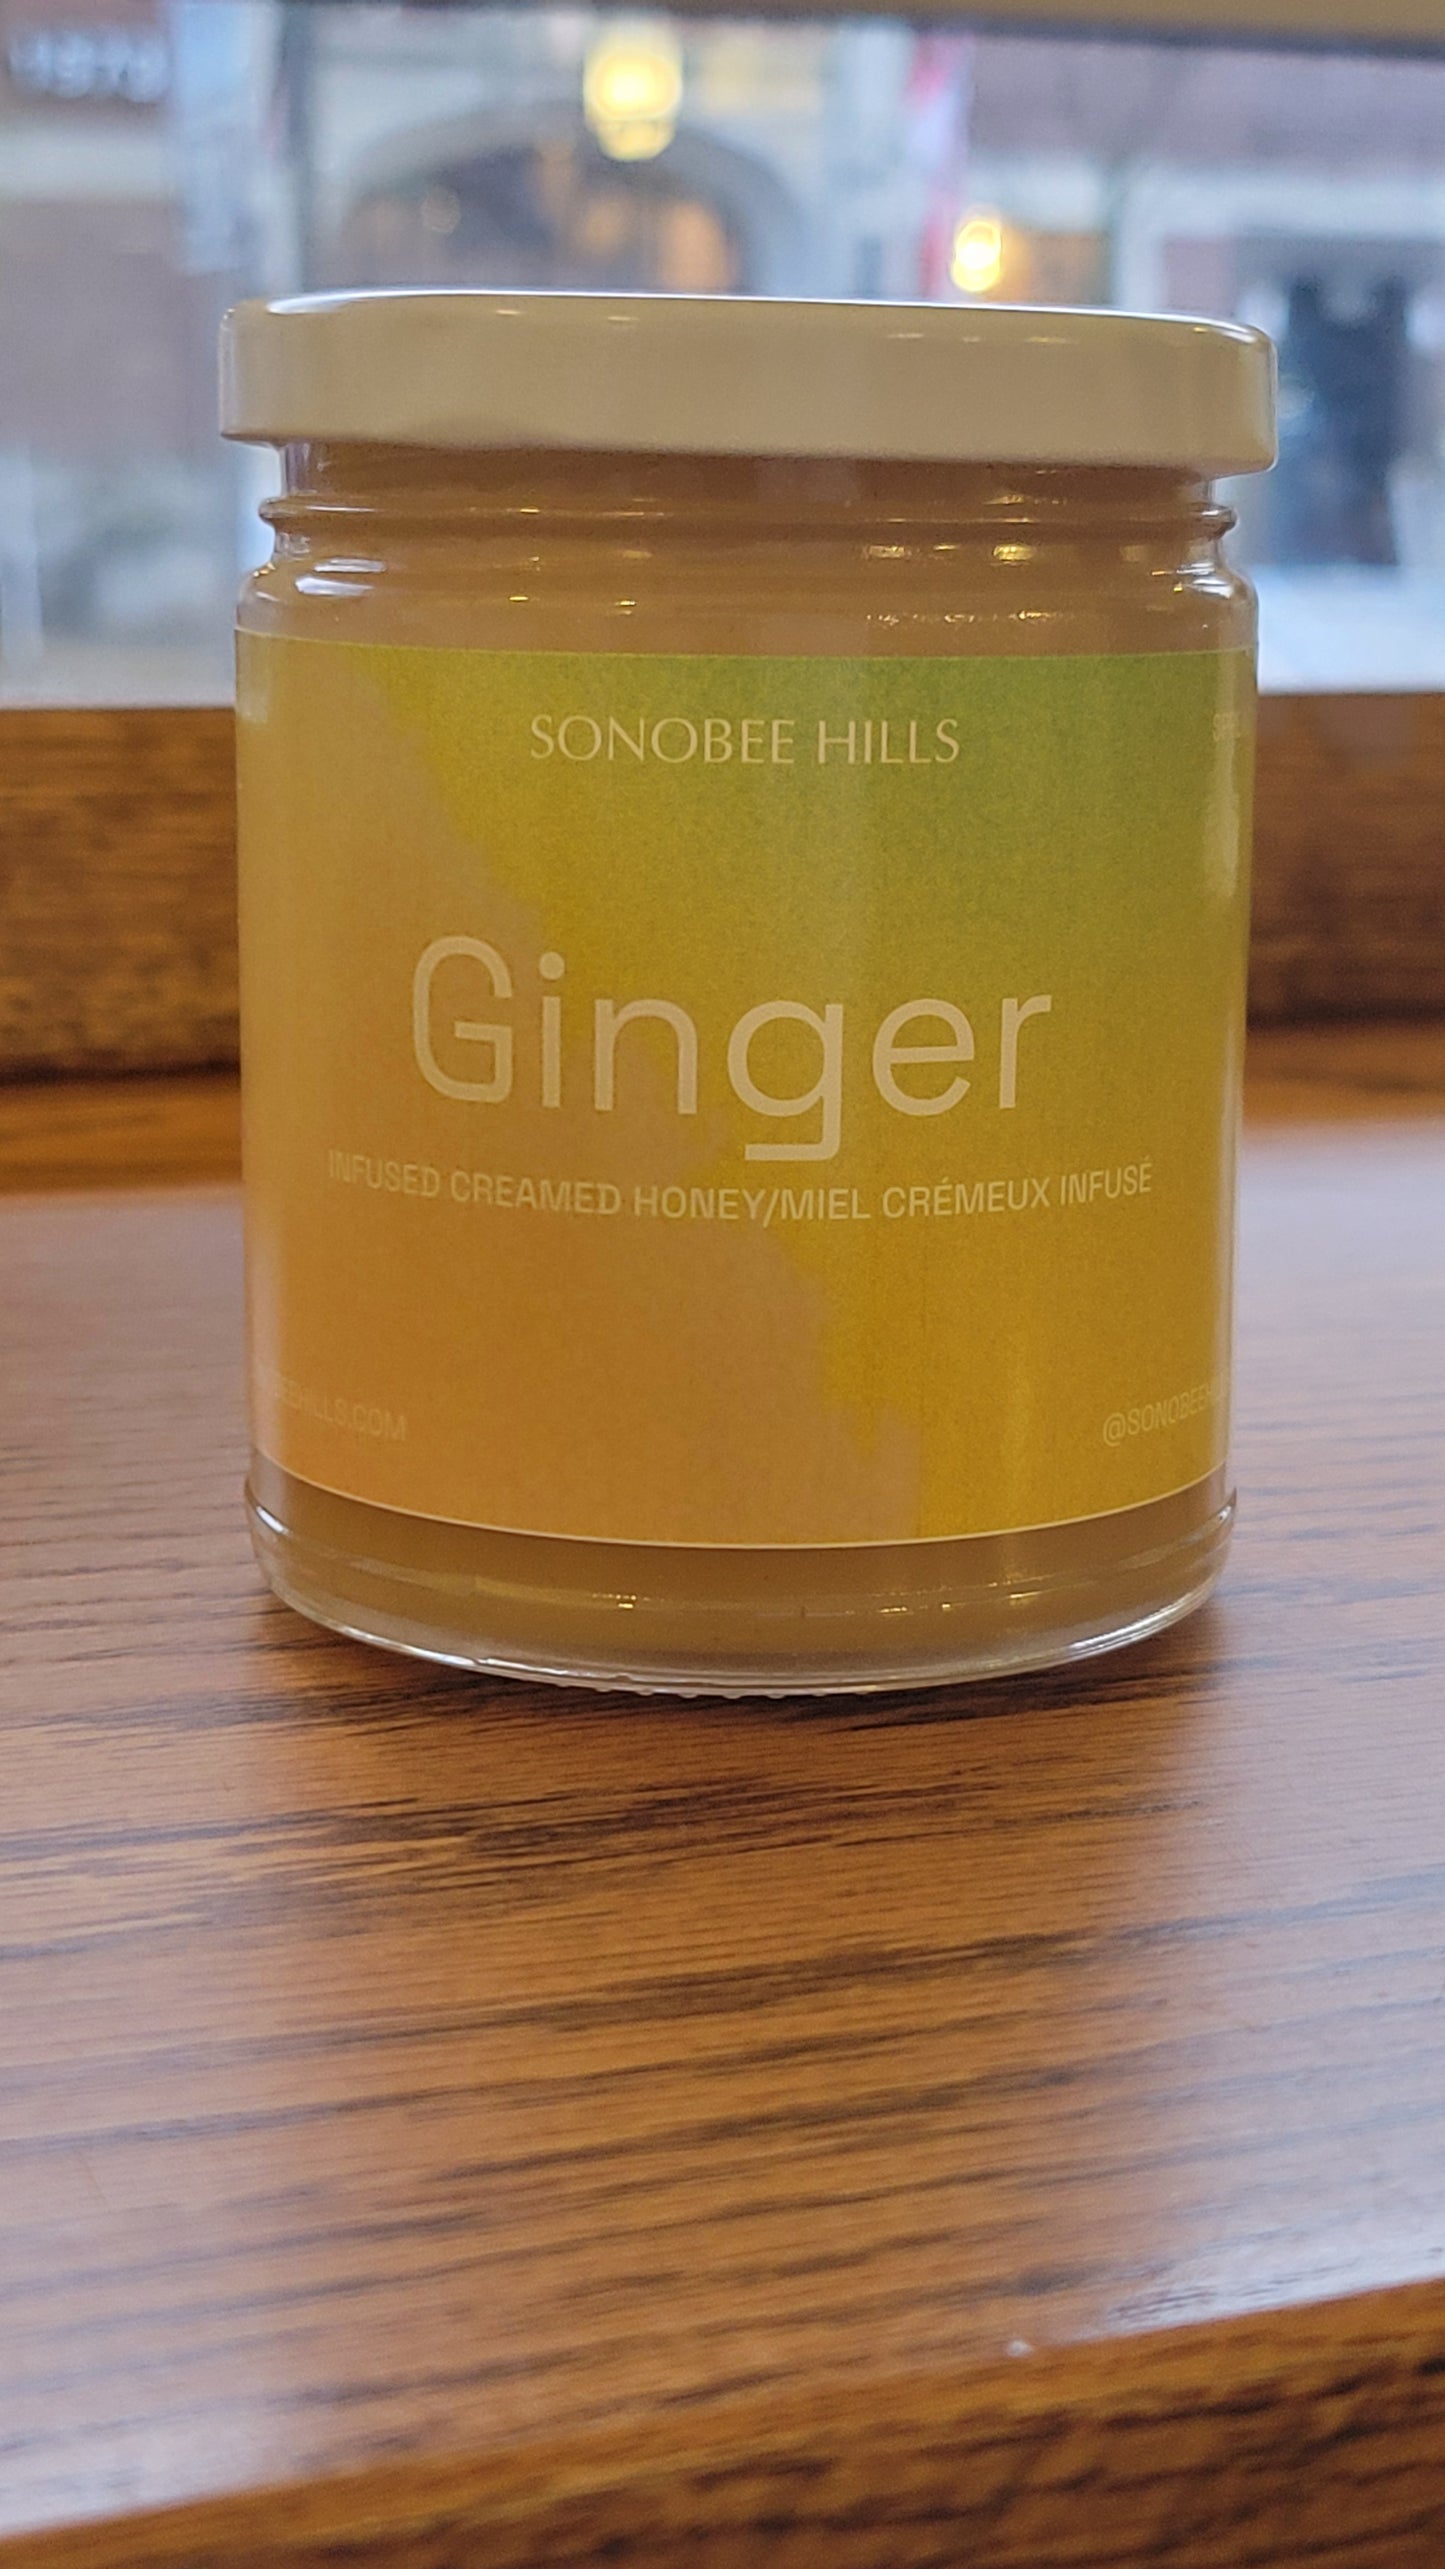 SONOBEE HILLS
Ginger
INFUSED CREAMED HONEY/MIEL CRÉMEUX INFUSÉ